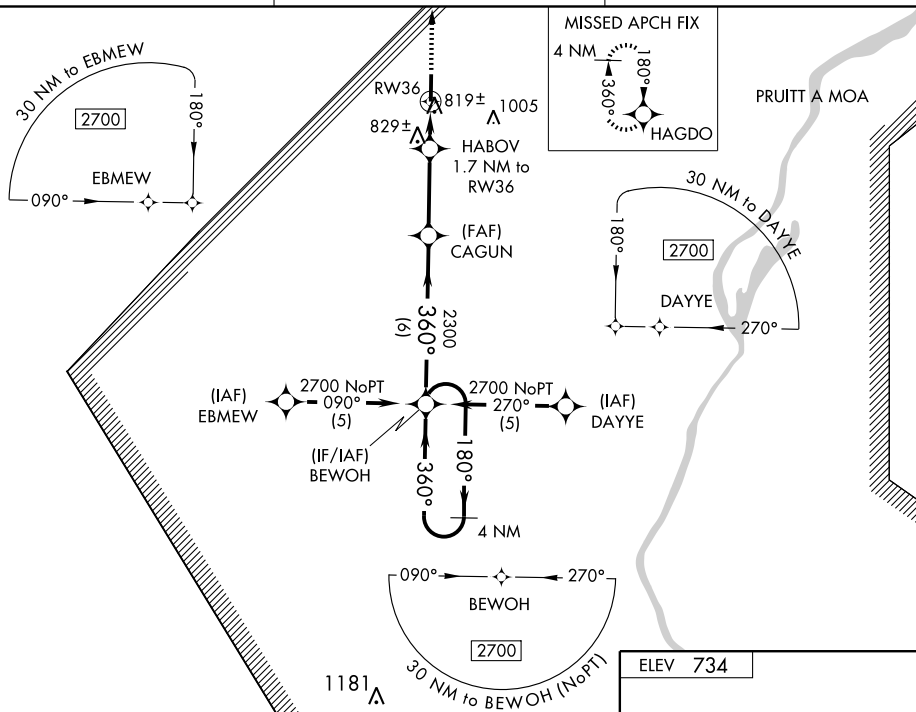 MISSED APCH FIX
4 NM
180°
360°
HAGDO
PRUITT A MOA
30 NM to EBMEW
2700
180°
EBMEW
090°
RW36
819±
1005
829±
HABOV
1.7 NM to
RW36
(FAF)
CAGUN
30 NM to DAYYE
180°
2700
DAYYE
270°
2300
360°
(6)
(IAF)
EBMEW
2700 NoPT
090°
(5)
2700 NoPT
270°
(5)
(IAF)
DAYYE
(IF/IAF)
BEWOH
360°
180°
4 NM
090°
270°
BEWOH
2700
30 NM to BEWOH (NoPT)
1181
ELEV 734